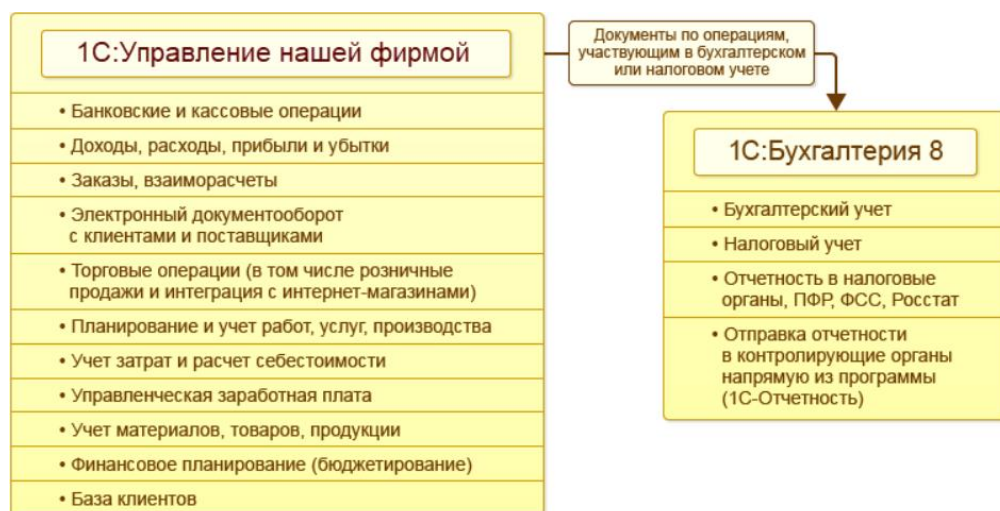 1С:Управление нашей фирмой
• Банковские и кассовые операции
• Доходы, расходы, прибыли и убытки
• Заказы, взаиморасчеты
• Электронный документооборот
с клиентами и поставщиками
• Торговые операции (в том числе розничные
продажи и интеграция с интернет-магазинами)
• Планирование и учет работ, услуг, производства
• Учет затрат и расчет себестоимости
• Управленческая заработная плата
• Учет материалов, товаров, продукции
• Финансовое планирование (бюджетирование)
• База клиентов
Документы по операциям,
участвующим в бухгалтерском
или налоговом учете
1С:Бухгалтерия 8
• Бухгалтерский учет
• Налоговый учет
• Отчетность в налоговые
органы, ПФР, ФСС, Росстат
• Отправка отчетности
в контролирующие органы
напрямую из программы
(1С-Отчетность)